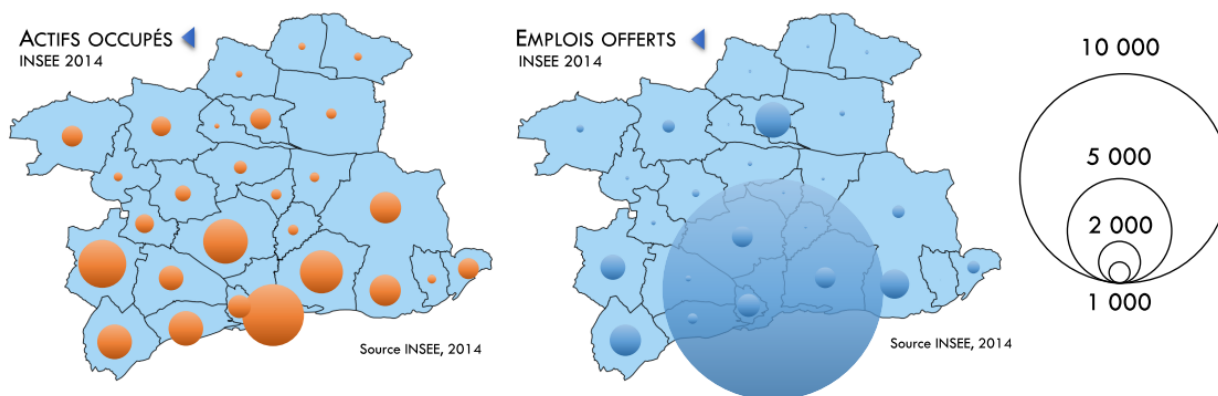 ACTIFS OCCUPÉS
INSEE 2014
Source INSEE, 2014
EMPLOIS OFFERTS
INSEE 2014
Source INSEE, 2014
10 000
5 000
2 000
1 000